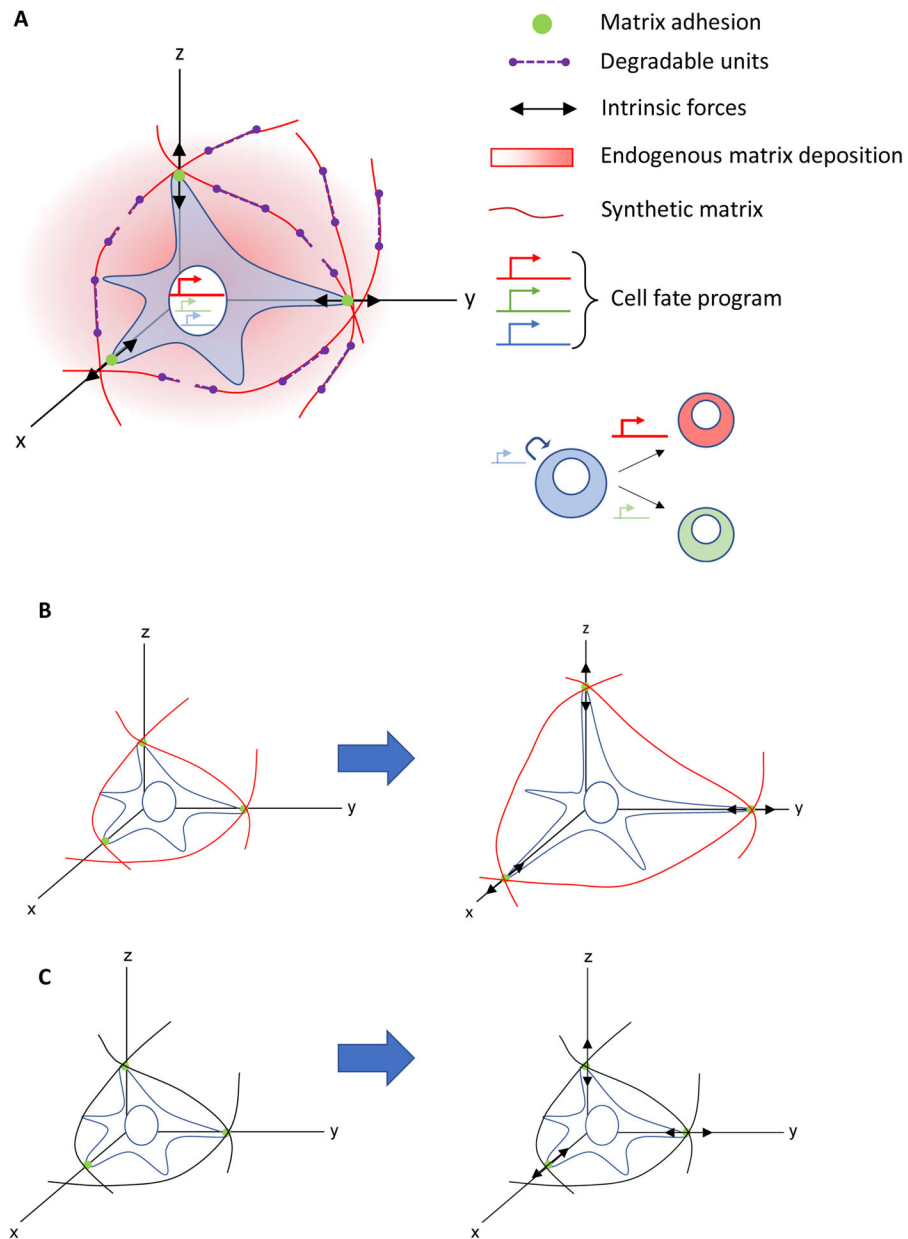 A
z
y
x
Matrix adhesion
Degradable units
Intrinsic forces
Endogenous matrix deposition
Synthetic matrix
Cell fate program
B
z
y
x
z
y
x
C
z
y
x
z
y
x